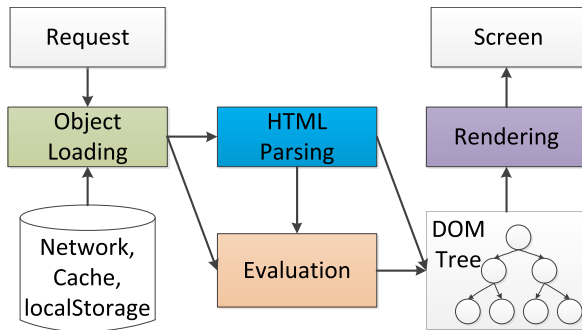 Request
Screen
Object
Loading
HTML
Parsing
Rendering
Network,
Cache,
localStorage
Evaluation
DOM
Tree